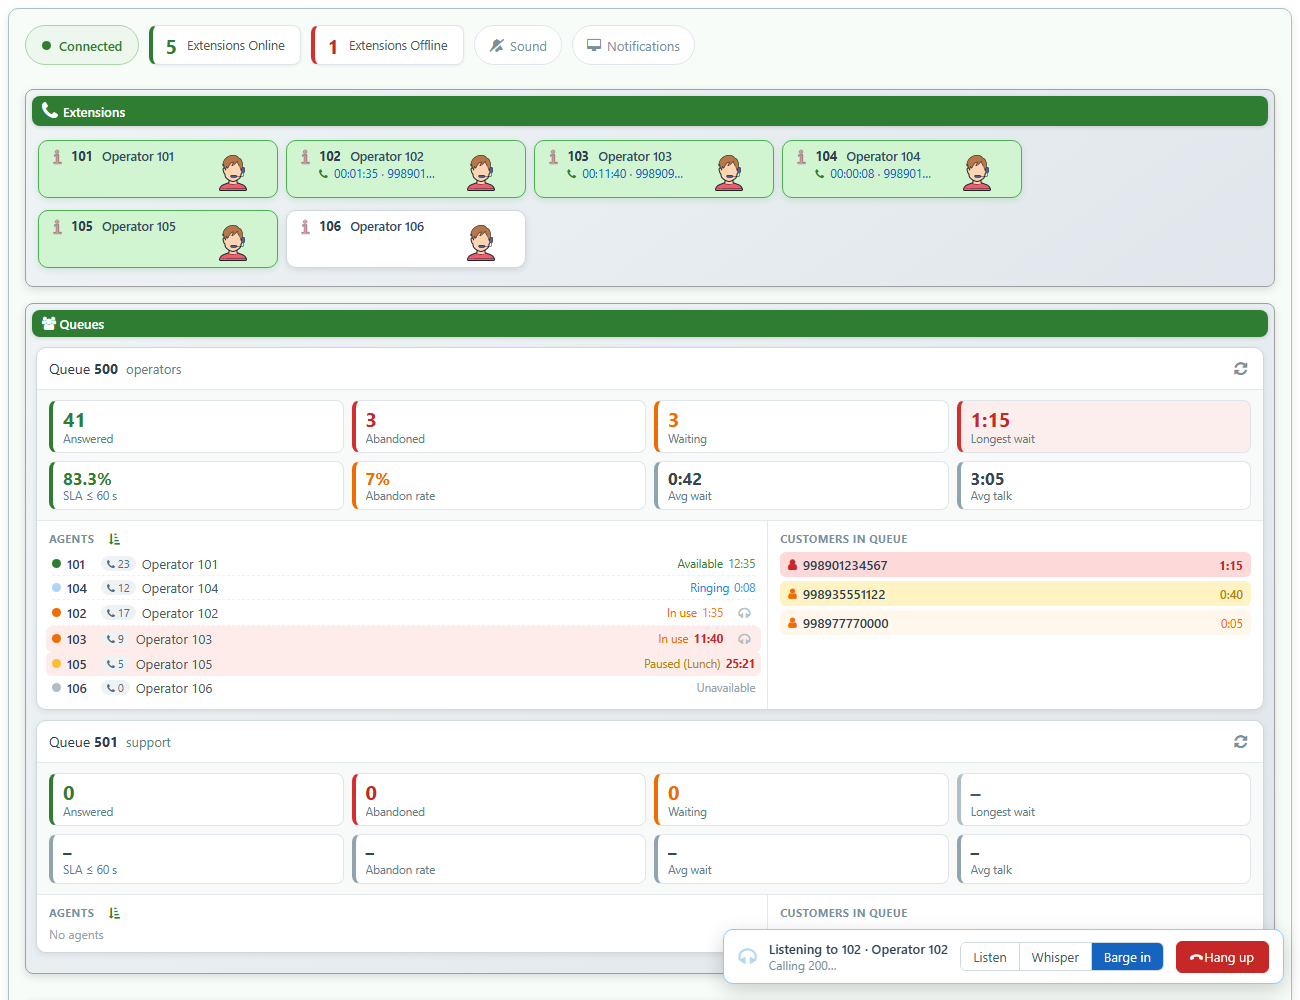 Connected
5 Extensions Online
1 Extensions Offline
Sound
Notifications
Extensions
101 Operator 101
102 Operator 102
00:01:35 · 998901...
103 Operator 103
00:11:40 · 998909...
104 Operator 104
00:00:08 · 998901...
105 Operator 105
106 Operator 106
Queues
Queue 500 operators
41
Answered
3
Abandoned
3
Waiting
1:15
Longest wait
83.3%
SLA ≤ 60 s
7%
Abandon rate
0:42
Avg wait
3:05
Avg talk
AGENTS
101 23 Operator 101 Available 12:35
104 12 Operator 104 Ringing 0:08
102 17 Operator 102 In use 1:35
103 9 Operator 103 In use 11:40
105 5 Operator 105 Paused (Lunch) 25:21
106 0 Operator 106 Unavailable
CUSTOMERS IN QUEUE
998901234567 1:15
998935551122 0:40
998977770000 0:05
Queue 501 support
0
Answered
0
Abandoned
0
Waiting
–
Longest wait
–
SLA ≤ 60 s
–
Abandon rate
–
Avg wait
–
Avg talk
AGENTS
No agents
CUSTOMERS IN QUEUE
Listening to 102 · Operator 102
Calling 200...
Listen
Whisper
Barge in
Hang up